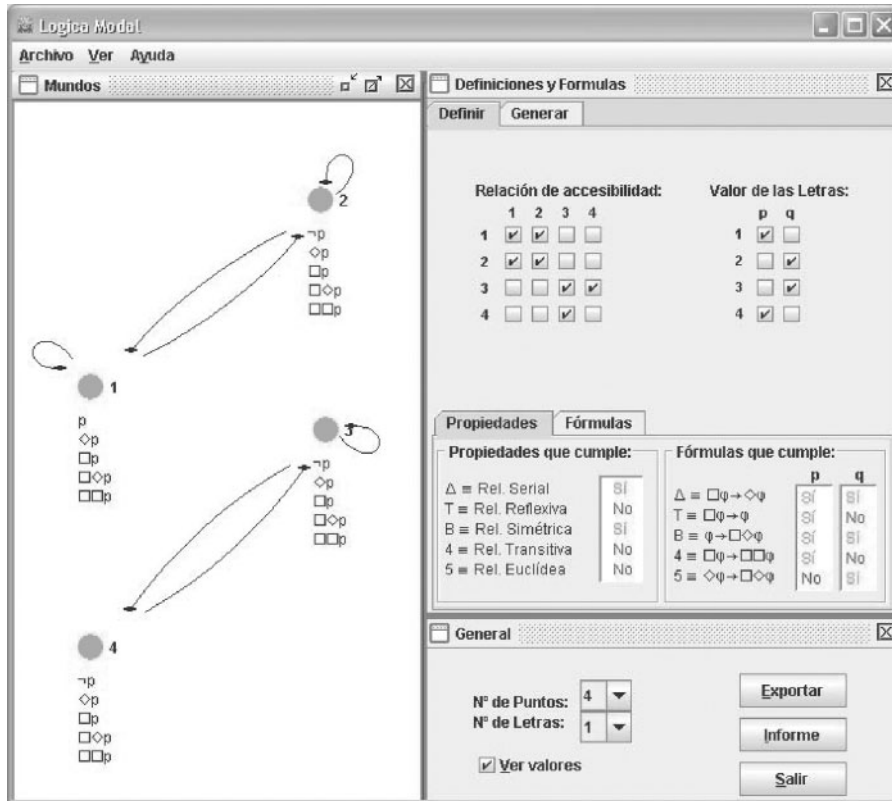 Logica Modal
Archivo Ver Ayuda
Mundos
2
¬p
◇p
□p
□◇p
□□p
1
p
◇p
□p
□◇p
□□p
3
¬p
◇p
□p
□◇p
□□p
4
¬p
◇p
□p
□◇p
□□p
Definiciones y Formulas
Definir Generar
Relación de accesibilidad: Valor de las Letras:
1 2 3 4 p q
1 1
2 2
3 3
4 4
Propiedades Fórmulas
Propiedades que cumple: Fórmulas que cumple:
p q
Δ ≡ Rel. Serial Sí Δ ≡ □φ→◇φ Sí Sí
T ≡ Rel. Reflexiva No T ≡ □φ→φ Sí No
B ≡ Rel. Simétrica Sí B ≡ φ→□◇φ Sí Sí
4 ≡ Rel. Transitiva No 4 ≡ □φ→□□φ Sí No
5 ≡ Rel. Euclídea No 5 ≡ ◇φ→□◇φ No Sí
General
Nº de Puntos: 4
Nº de Letras: 1
Ver valores
Exportar
Informe
Salir